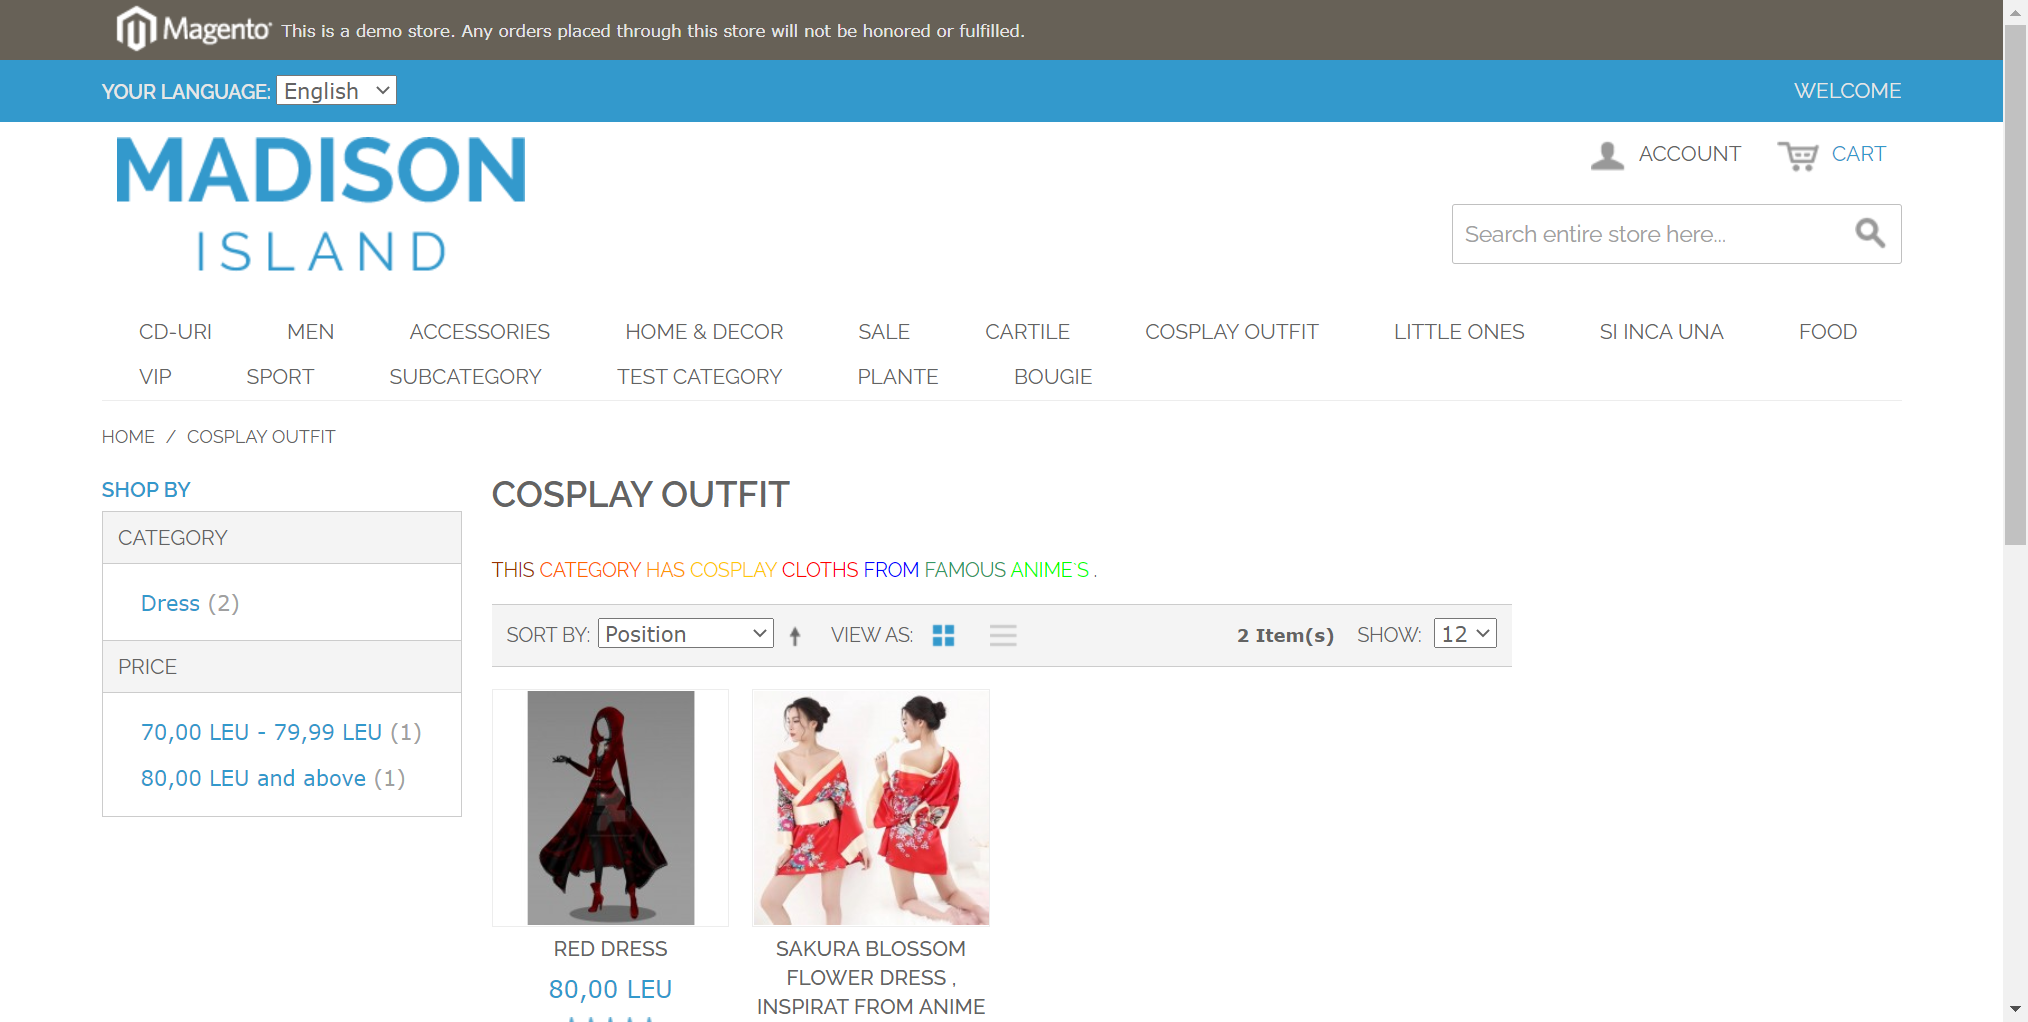 Magento® This is a demo store. Any orders placed through this store will not be honored or fulfilled.
YOUR LANGUAGE: English
WELCOME
MADISON
ISLAND
ACCOUNT CART
Search entire store here...
CD-URI MEN ACCESSORIES HOME & DECOR SALE CARTILE COSPLAY OUTFIT LITTLE ONES SI INCA UNA FOOD
VIP SPORT SUBCATEGORY TEST CATEGORY PLANTE BOUGIE
HOME / COSPLAY OUTFIT
SHOP BY
CATEGORY
Dress (2)
PRICE
70,00 LEU - 79,99 LEU (1)
80,00 LEU and above (1)
COSPLAY OUTFIT
THIS CATEGORY HAS COSPLAY CLOTHS FROM FAMOUS ANIME'S .
SORT BY: Position VIEW AS: 2 Item(s) SHOW: 12
RED DRESS
80,00 LEU
SAKURA BLOSSOM
FLOWER DRESS ,
INSPIRAT FROM ANIME